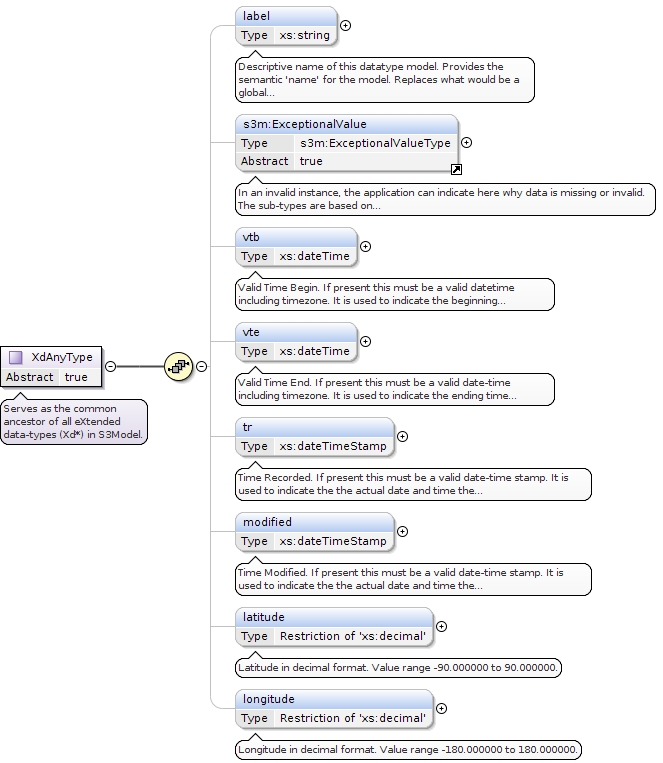 label
Type xs:string
Descriptive name of this datatype model. Provides the
semantic 'name' for the model. Replaces what would be a
global...
s3m:ExceptionalValue
Type s3m:ExceptionalValueType
Abstract true
In an invalid instance, the application can indicate here why data is missing or invalid.
The sub-types are based on...
vtb
Type xs:dateTime
Valid Time Begin. If present this must be a valid datetime
including timezone. It is used to indicate the beginning...
vte
Type xs:dateTime
Valid Time End. If present this must be a valid date-time
including timezone. It is used to indicate the ending time...
XdAnyType
Abstract true
Serves as the common
ancestor of all eXtended
data-types (Xd*) in S3Model.
tr
Type xs:dateTimeStamp
Time Recorded. If present this must be a valid date-time stamp. It is
used to indicate the the actual date and time the...
modified
Type xs:dateTimeStamp
Time Modified. If present this must be a valid date-time stamp. It is
used to indicate the the actual date and time the...
latitude
Type Restriction of 'xs:decimal'
Latitude in decimal format. Value range -90.000000 to 90.000000.
longitude
Type Restriction of 'xs:decimal'
Longitude in decimal format. Value range -180.000000 to 180.000000.